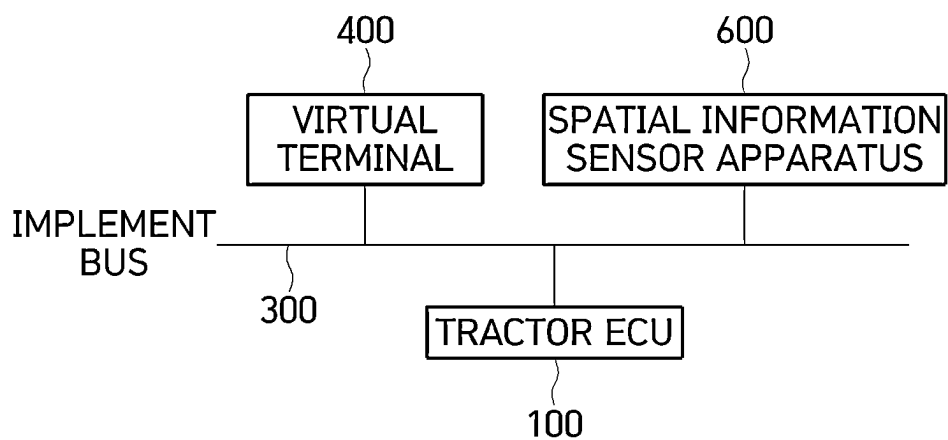 400
600
VIRTUAL
TERMINAL
SPATIAL INFORMATION
SENSOR APPARATUS
IMPLEMENT
BUS
300
TRACTOR ECU
100